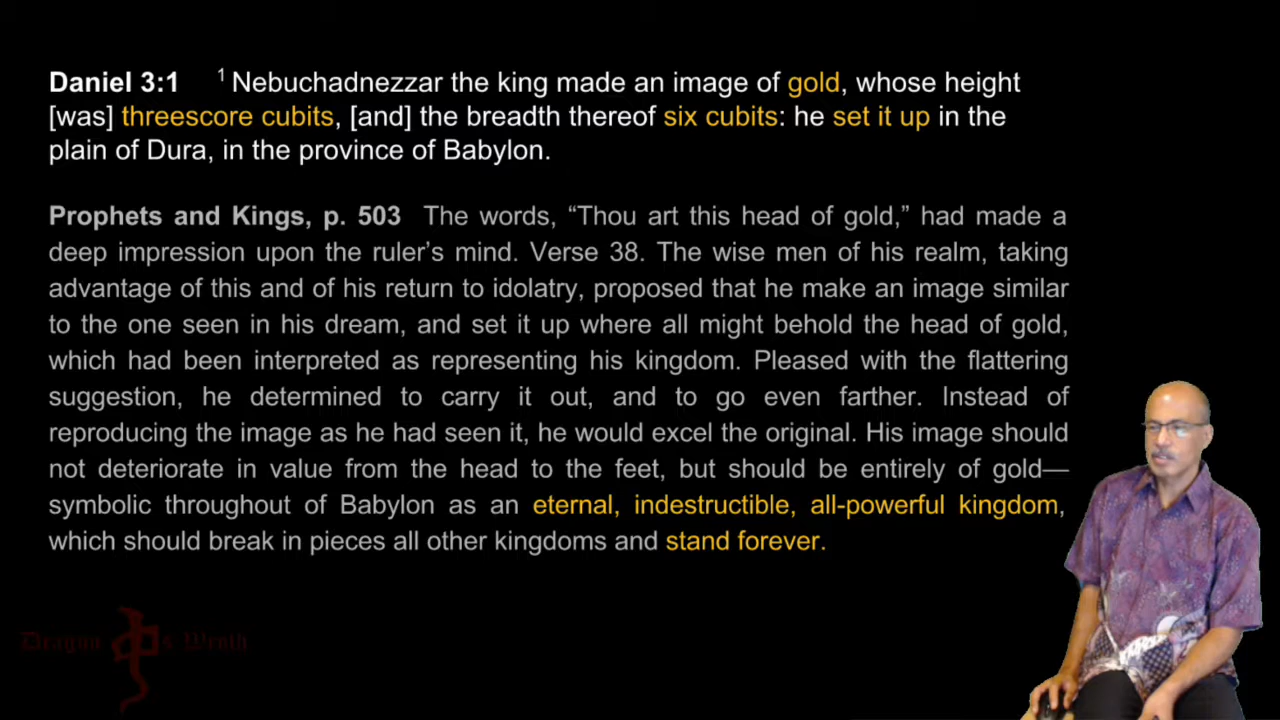 Daniel 3:1 1 Nebuchadnezzar the king made an image of gold, whose height
[was] threescore cubits, [and] the breadth thereof six cubits: he set it up in the
plain of Dura, in the province of Babylon.
Prophets and Kings, p. 503 The words, “Thou art this head of gold,” had made a
deep impression upon the ruler’s mind. Verse 38. The wise men of his realm, taking
advantage of this and of his return to idolatry, proposed that he make an image similar
to the one seen in his dream, and set it up where all might behold the head of gold,
which had been interpreted as representing his kingdom. Pleased with the flattering
suggestion, he determined to carry it out, and to go even farther. Instead of
reproducing the image as he had seen it, he would excel the original. His image should
not deteriorate in value from the head to the feet, but should be entirely of gold—
symbolic throughout of Babylon as an eternal, indestructible, all-powerful kingdom,
which should break in pieces all other kingdoms and stand forever.
Dragon s Wrath